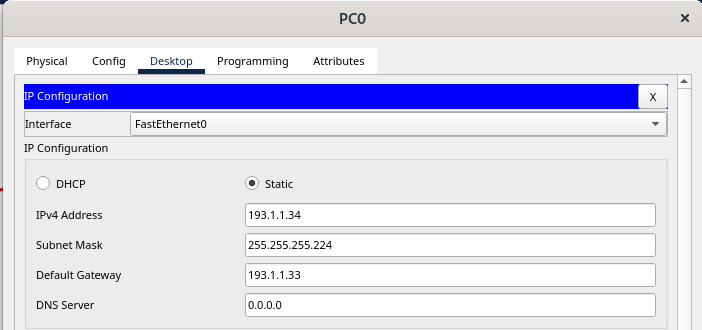 PC0
Physical Config Desktop Programming Attributes
IP Configuration X
Interface FastEthernet0
IP Configuration
DHCP Static
IPv4 Address 193.1.1.34
Subnet Mask 255.255.255.224
Default Gateway 193.1.1.33
DNS Server 0.0.0.0